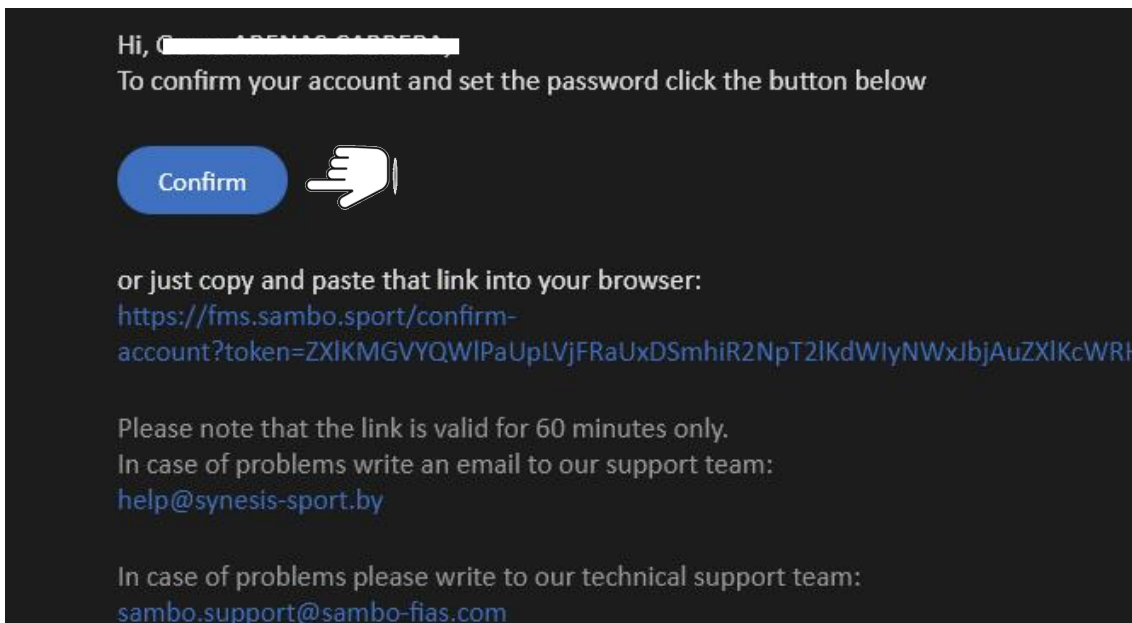 Hi,
To confirm your account and set the password click the button below
Confirm
or just copy and paste that link into your browser:
https://fms.sambo.sport/confirm-
account?token=ZXlKMGVYQWlPaUpLVjFRaUxDSmhiR2NpT2lKdWIyNWxJbjAuZXlKcWRH
Please note that the link is valid for 60 minutes only.
In case of problems write an email to our support team:
help@synesis-sport.by
In case of problems please write to our technical support team:
sambo.support@sambo-fias.com